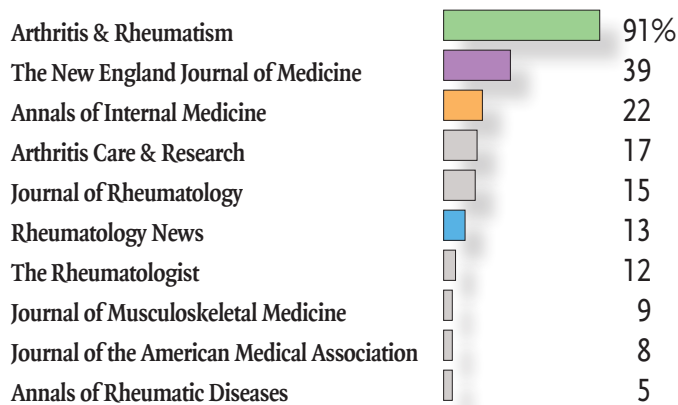 Arthritis & Rheumatism 91%
The New England Journal of Medicine 39
Annals of Internal Medicine 22
Arthritis Care & Research 17
Journal of Rheumatology 15
Rheumatology News 13
The Rheumatologist 12
Journal of Musculoskeletal Medicine 9
Journal of the American Medical Association 8
Annals of Rheumatic Diseases 5